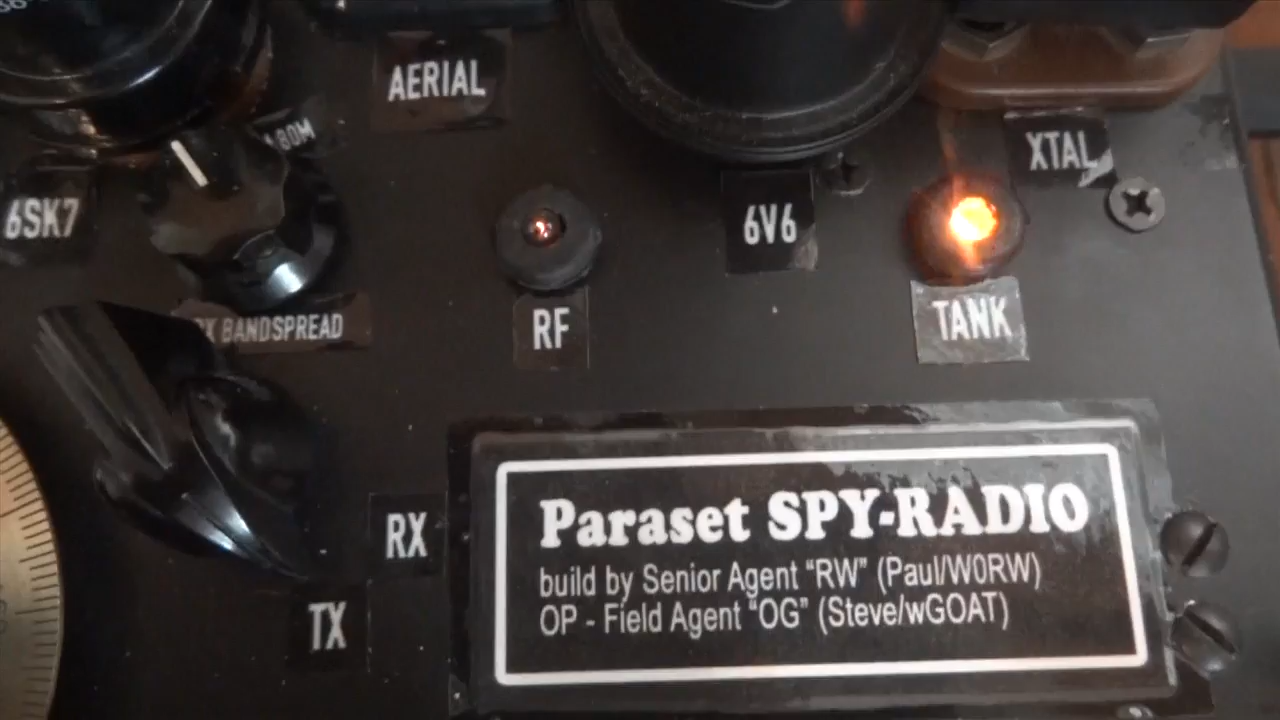 AERIAL
80M
XTAL
6SK7
6V6
BANDSPREAD
RF
TANK
RX
TX
Paraset SPY-RADIO
build by Senior Agent “RW” (Paul/W0RW)
OP - Field Agent “OG” (Steve/wGOAT)